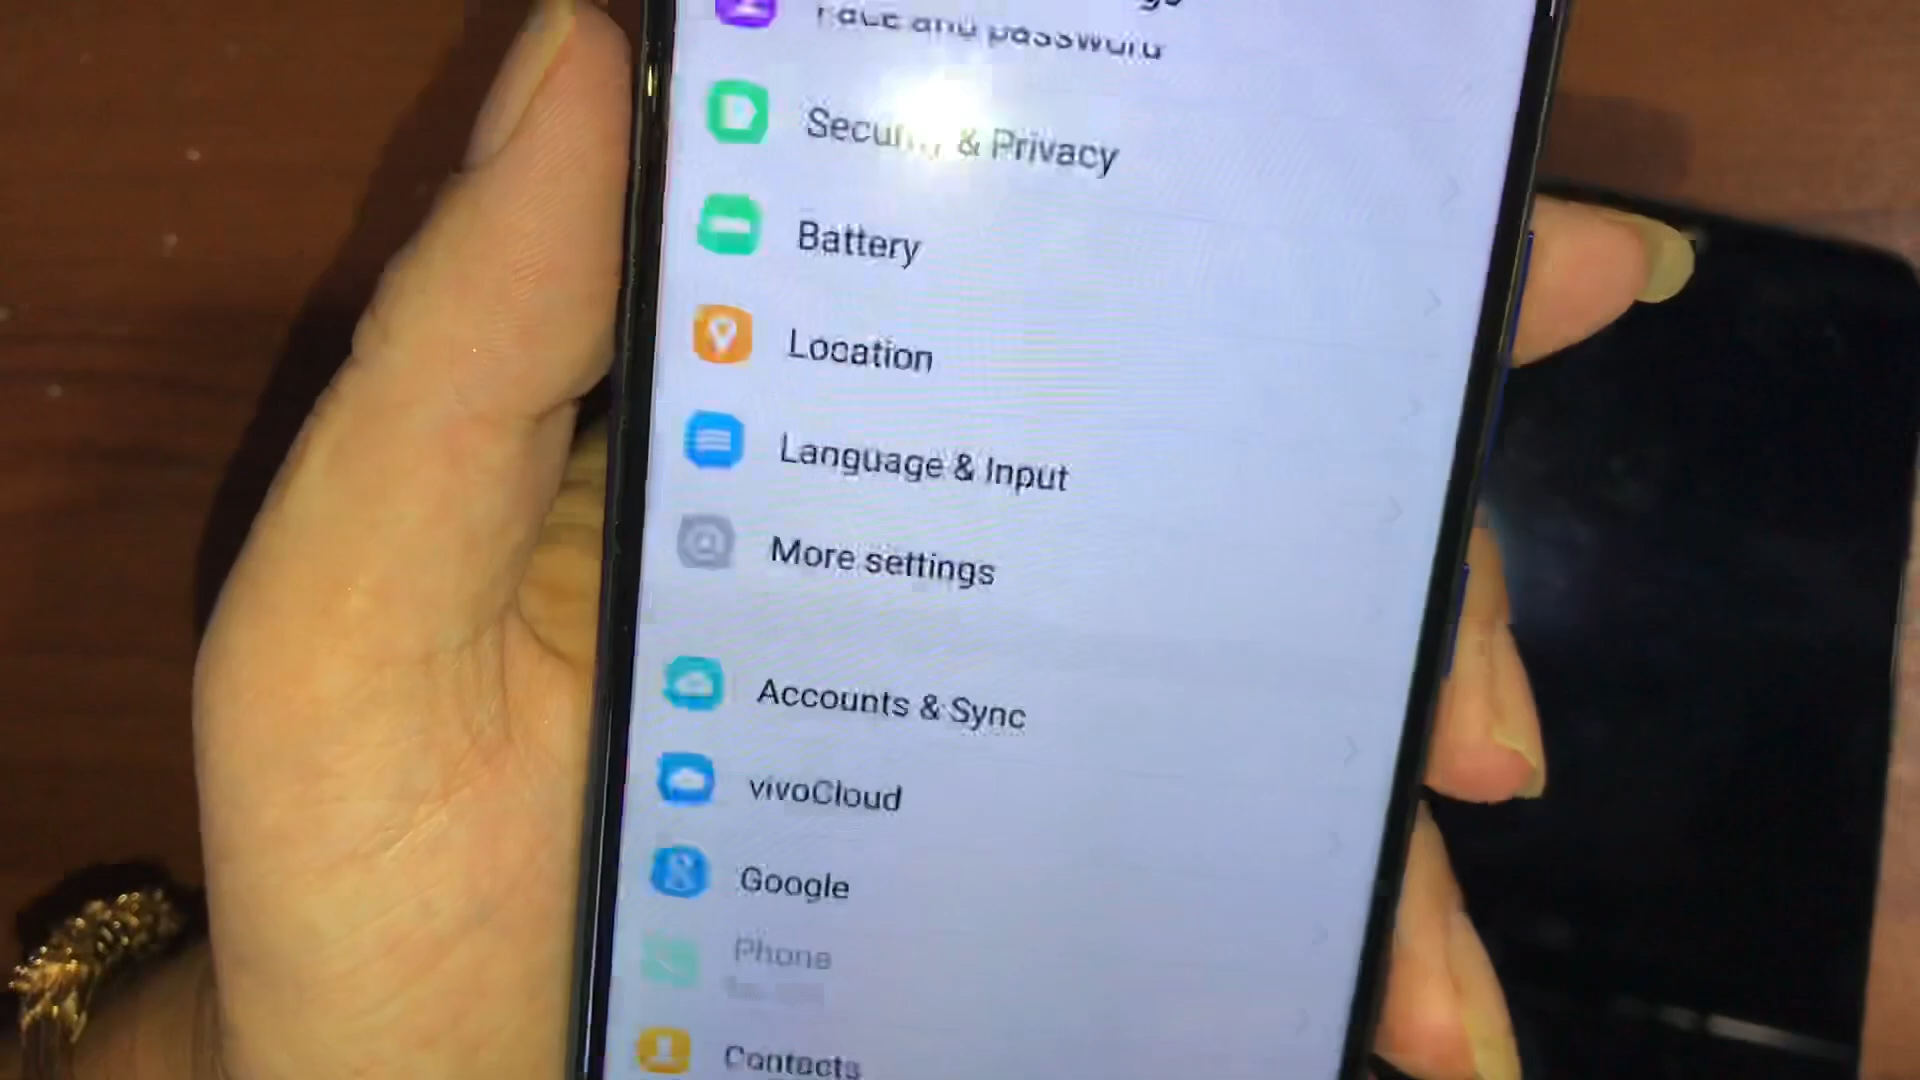 Face and password
Security & Privacy
Battery
Location
Language & Input
More settings
Accounts & Sync
vivoCloud
Google
Phone
Contacts